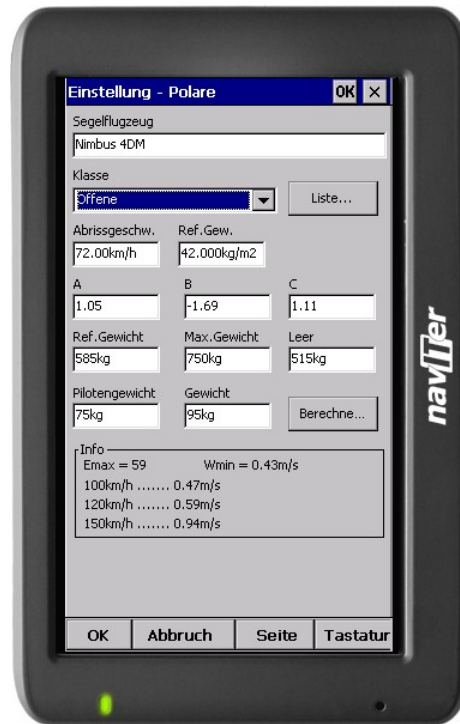 Einstellung - Polare OK ×
Segelflugzeug
Nimbus 4DM
Klasse
Offene Liste...
Abrissgeschw. Ref.Gew.
72.00km/h 42.000kg/m2
A B C
1.05 -1.69 1.11
Ref.Gewicht Max.Gewicht Leer
585kg 750kg 515kg
Pilotengewicht Gewicht
75kg 95kg Berechne...
Info
Emax = 59 Wmin = 0.43m/s
100km/h ....... 0.47m/s
120km/h ....... 0.59m/s
150km/h ....... 0.94m/s
OK Abbruch Seite Tastatur
naviter